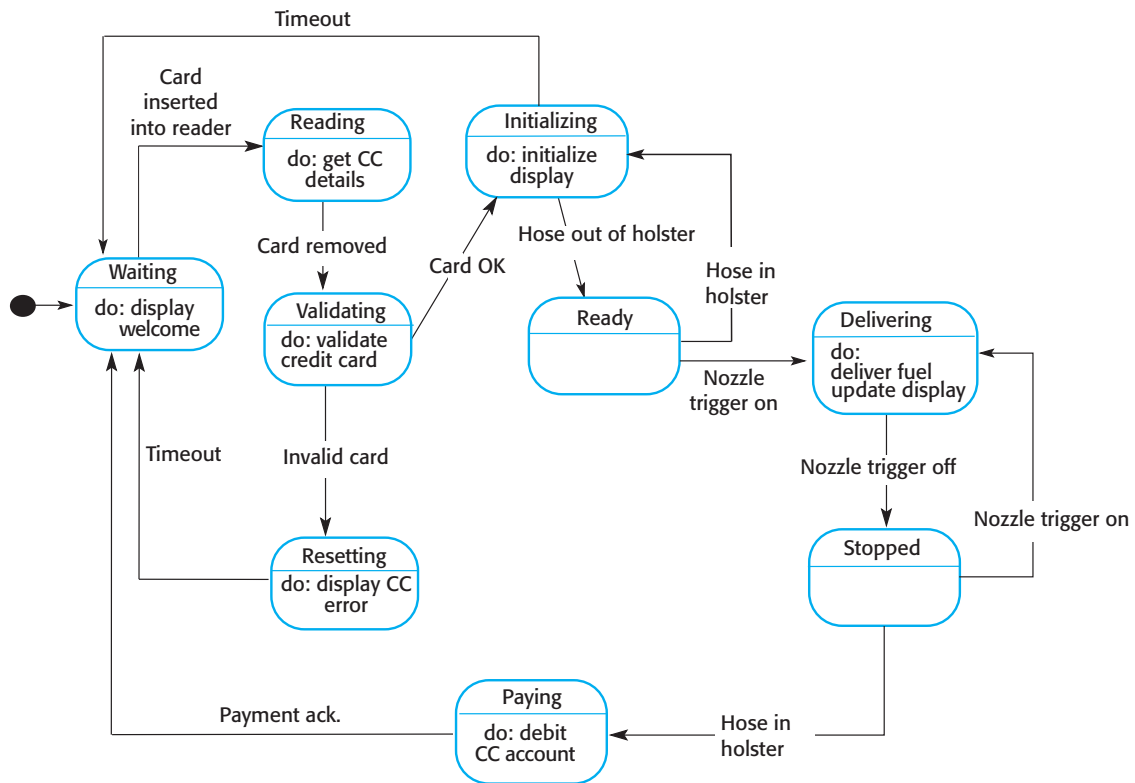 Timeout
Card
inserted
into reader
Reading
do: get CC
details
Initializing
do: initialize
display
Card removed
Card OK
Hose out of holster
Hose in
holster
Waiting
do: display
welcome
Validating
do: validate
credit card
Ready
Nozzle
trigger on
Delivering
do:
deliver fuel
update display
Timeout
Invalid card
Nozzle trigger off
Nozzle trigger on
Resetting
do: display CC
error
Stopped
Payment ack.
Paying
do: debit
CC account
Hose in
holster